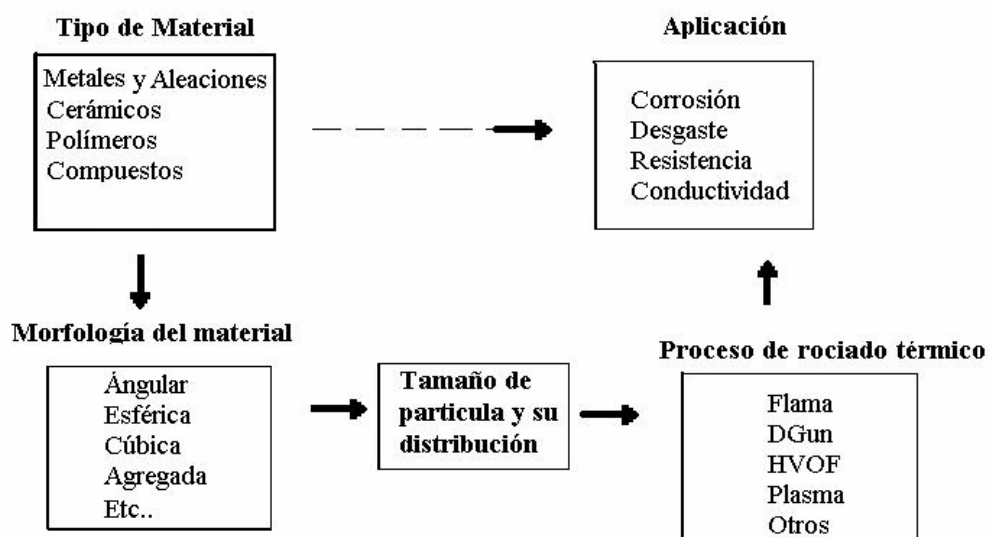 Tipo de Material
Metales y Aleaciones
Cerámicos
Polímeros
Compuestos
Aplicación
Corrosión
Desgaste
Resistencia
Conductividad
Morfología del material
Ángular
Esférica
Cúbica
Agregada
Etc..
Tamaño de
particula y su
distribución
Proceso de rociado térmico
Flama
DGun
HVOF
Plasma
Otros